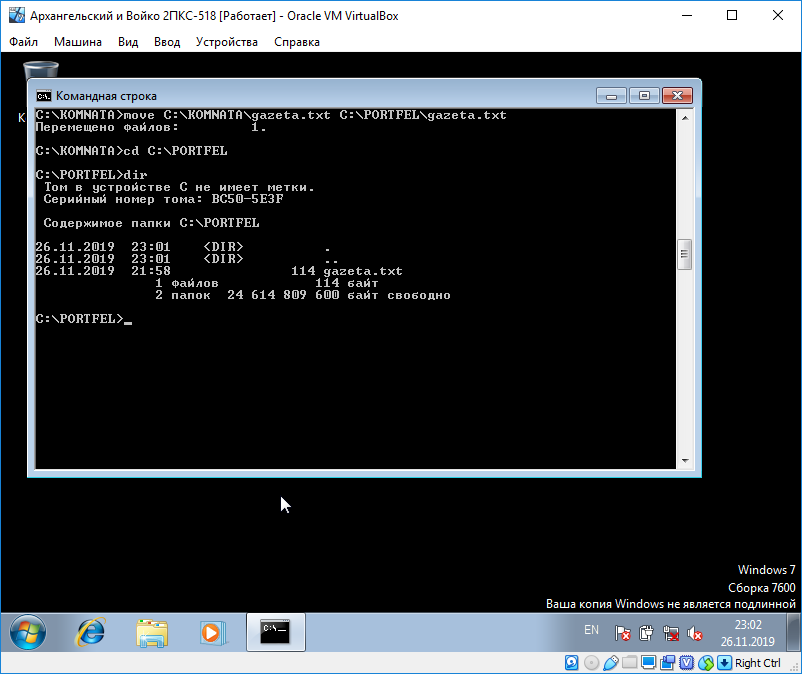 Архангельский и Войко 2ПКС-518 [Работает] - Oracle VM VirtualBox
Файл Машина Вид Ввод Устройства Справка
К
Командная строка
C:\KOMNATA>move C:\KOMNATA\gazeta.txt C:\PORTFEL\gazeta.txt
Перемещено файлов: 1.
C:\KOMNATA>cd C:\PORTFEL
C:\PORTFEL>dir
Том в устройстве C не имеет метки.
Серийный номер тома: BC50-5E3F
Содержимое папки C:\PORTFEL
26.11.2019 23:01 <DIR> .
26.11.2019 23:01 <DIR> ..
26.11.2019 21:58 114 gazeta.txt
1 файлов 114 байт
2 папок 24 614 809 600 байт свободно
C:\PORTFEL>_
Windows 7
Сборка 7600
Ваша копия Windows не является подлинной
EN
23:02
26.11.2019
Right Ctrl